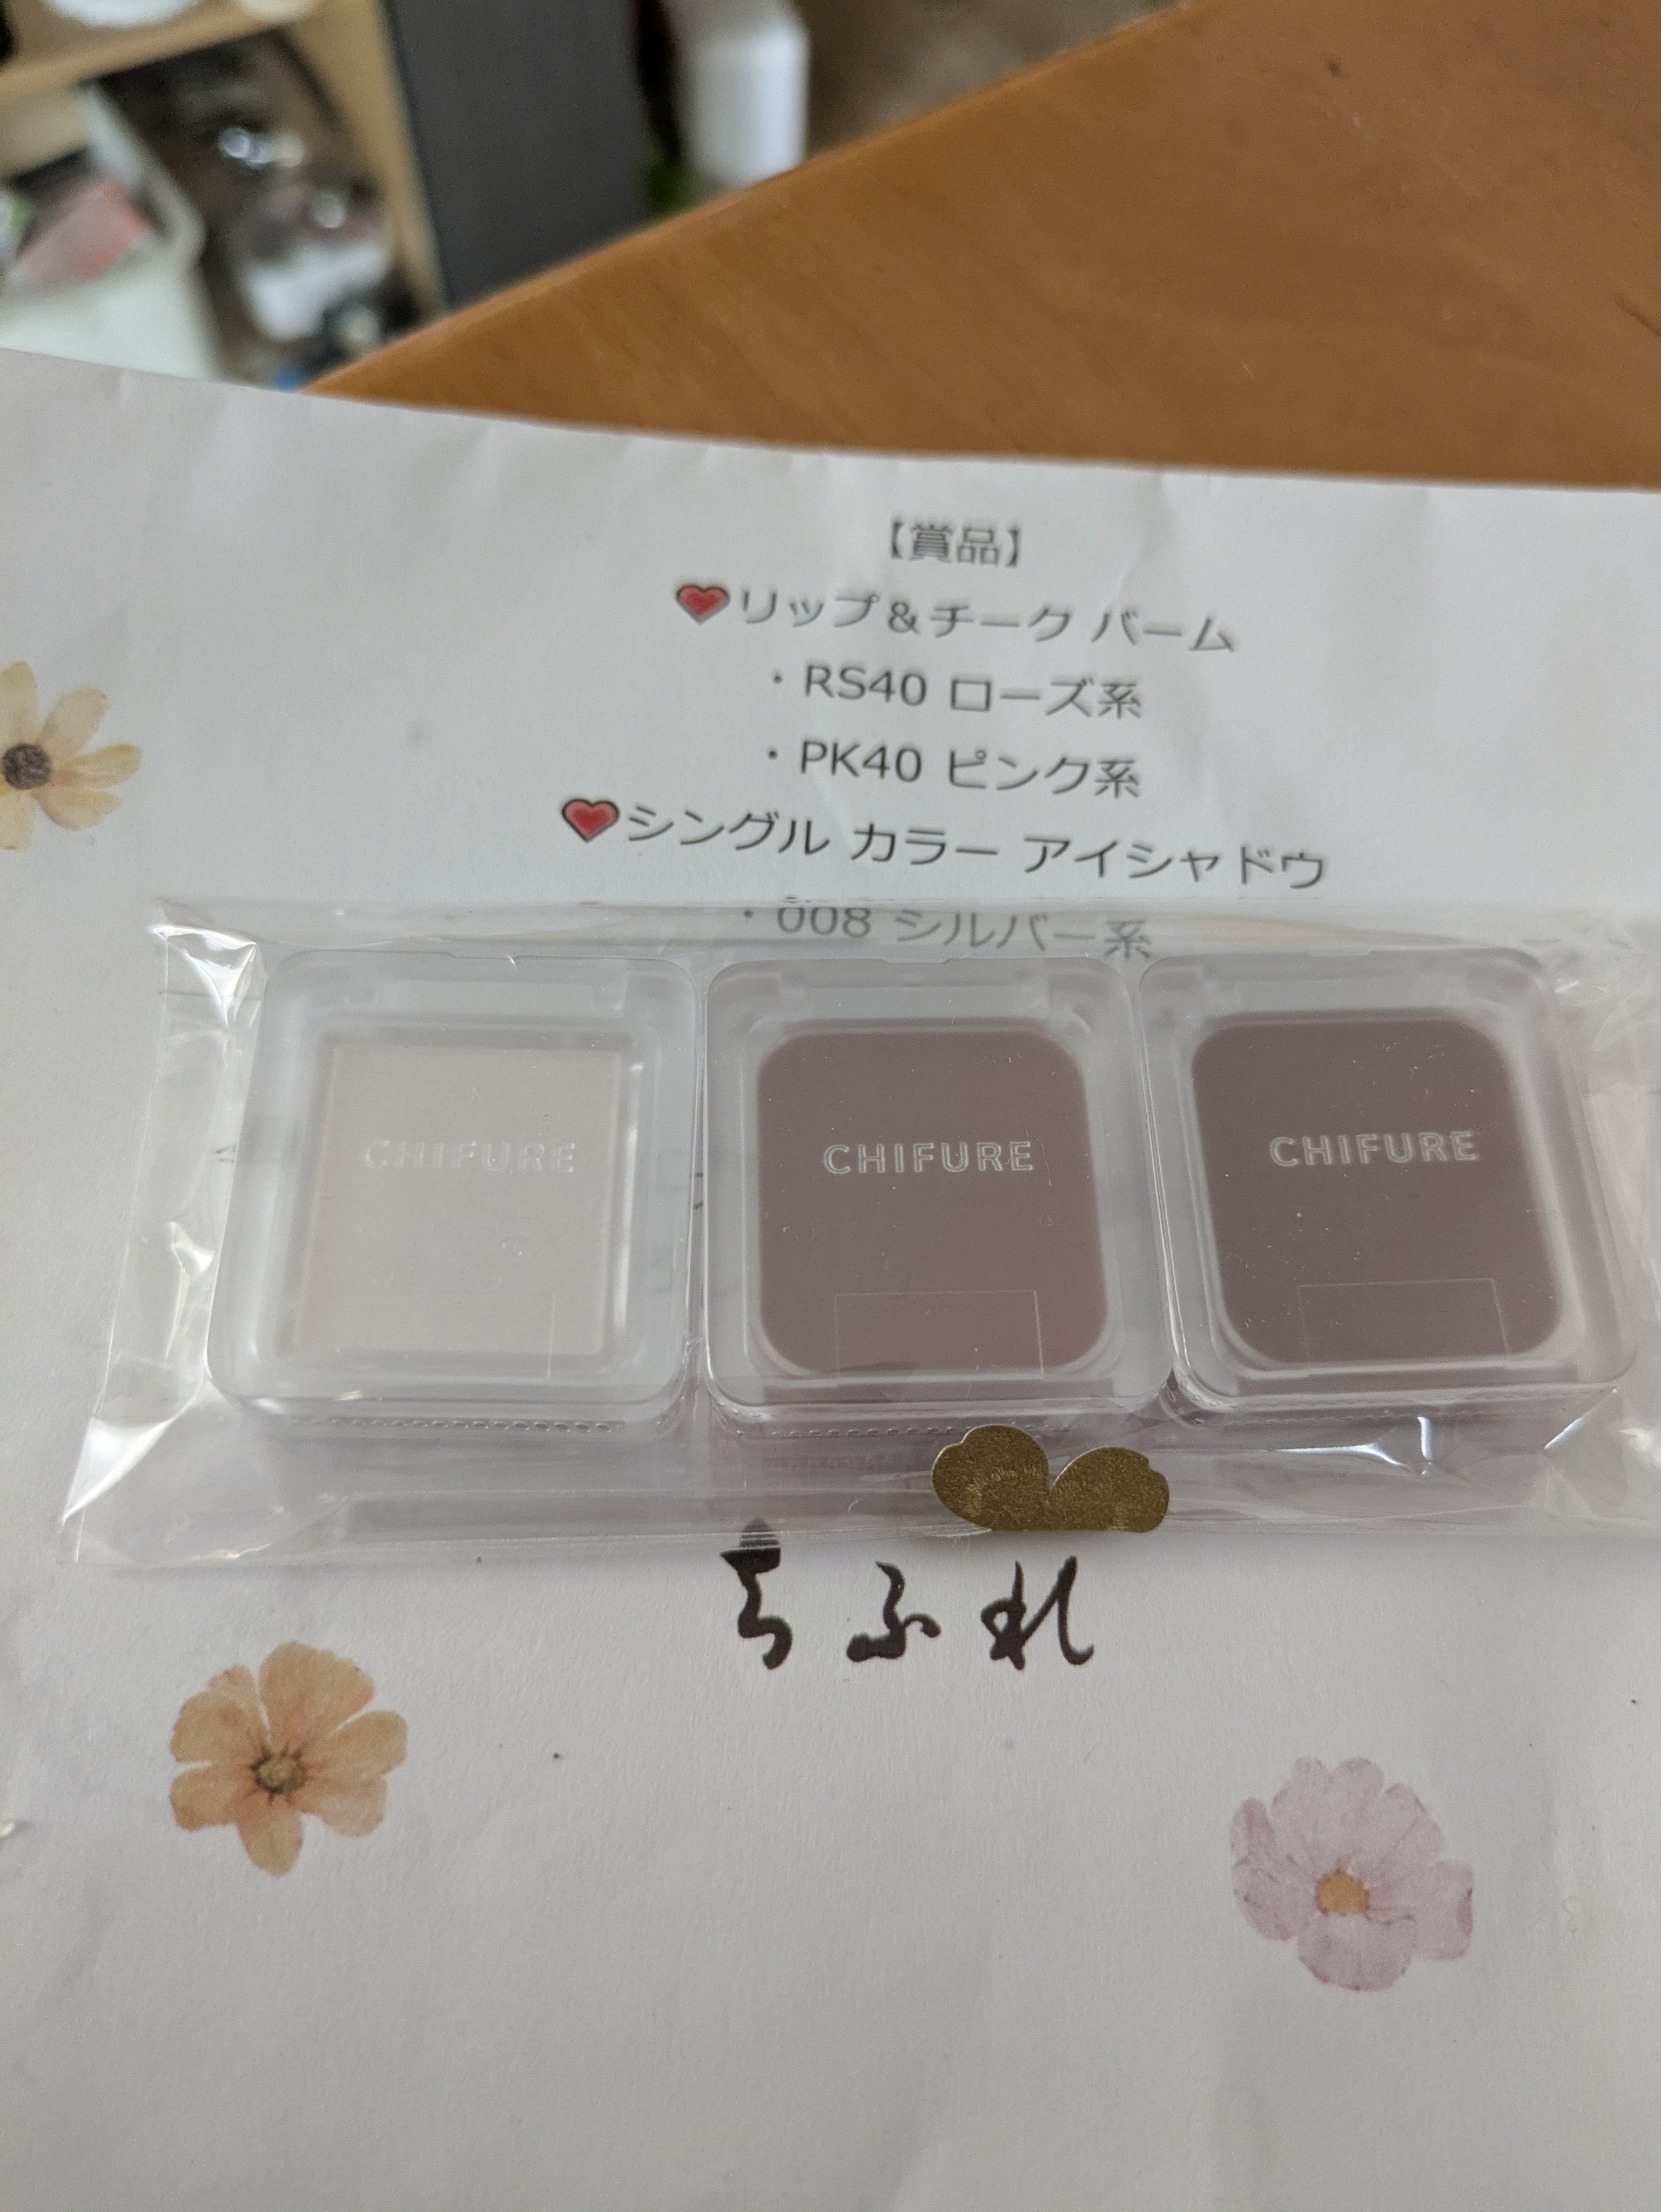 【賞品】
❤リップ＆チーク バーム
・RS40 ローズ系
・PK40 ピンク系
❤シングル カラー アイシャドウ
・008 シルバー系
CHIFURE
CHIFURE
CHIFURE
ちふれ